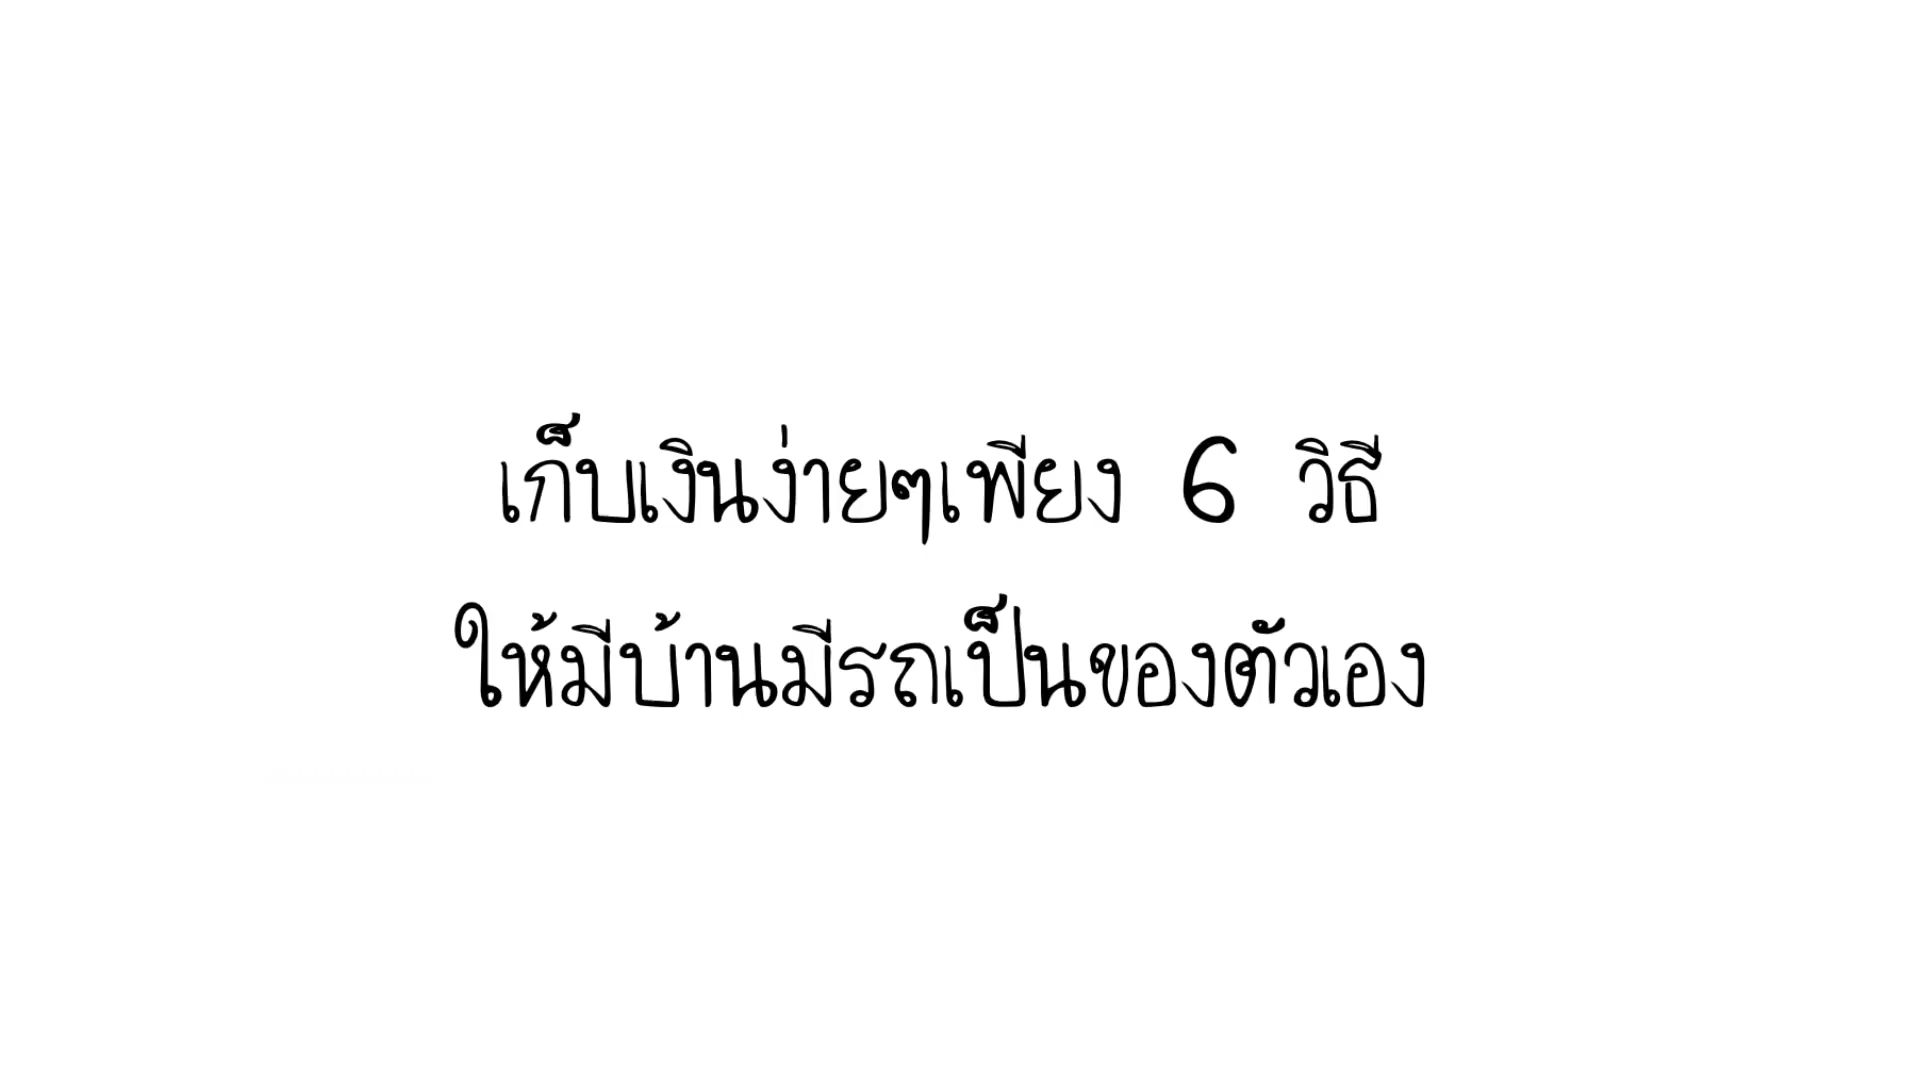 เก็บเงินง่ายๆเพียง 6 วิธี
ให้มีบ้านมีรถเป็นของตัวเอง